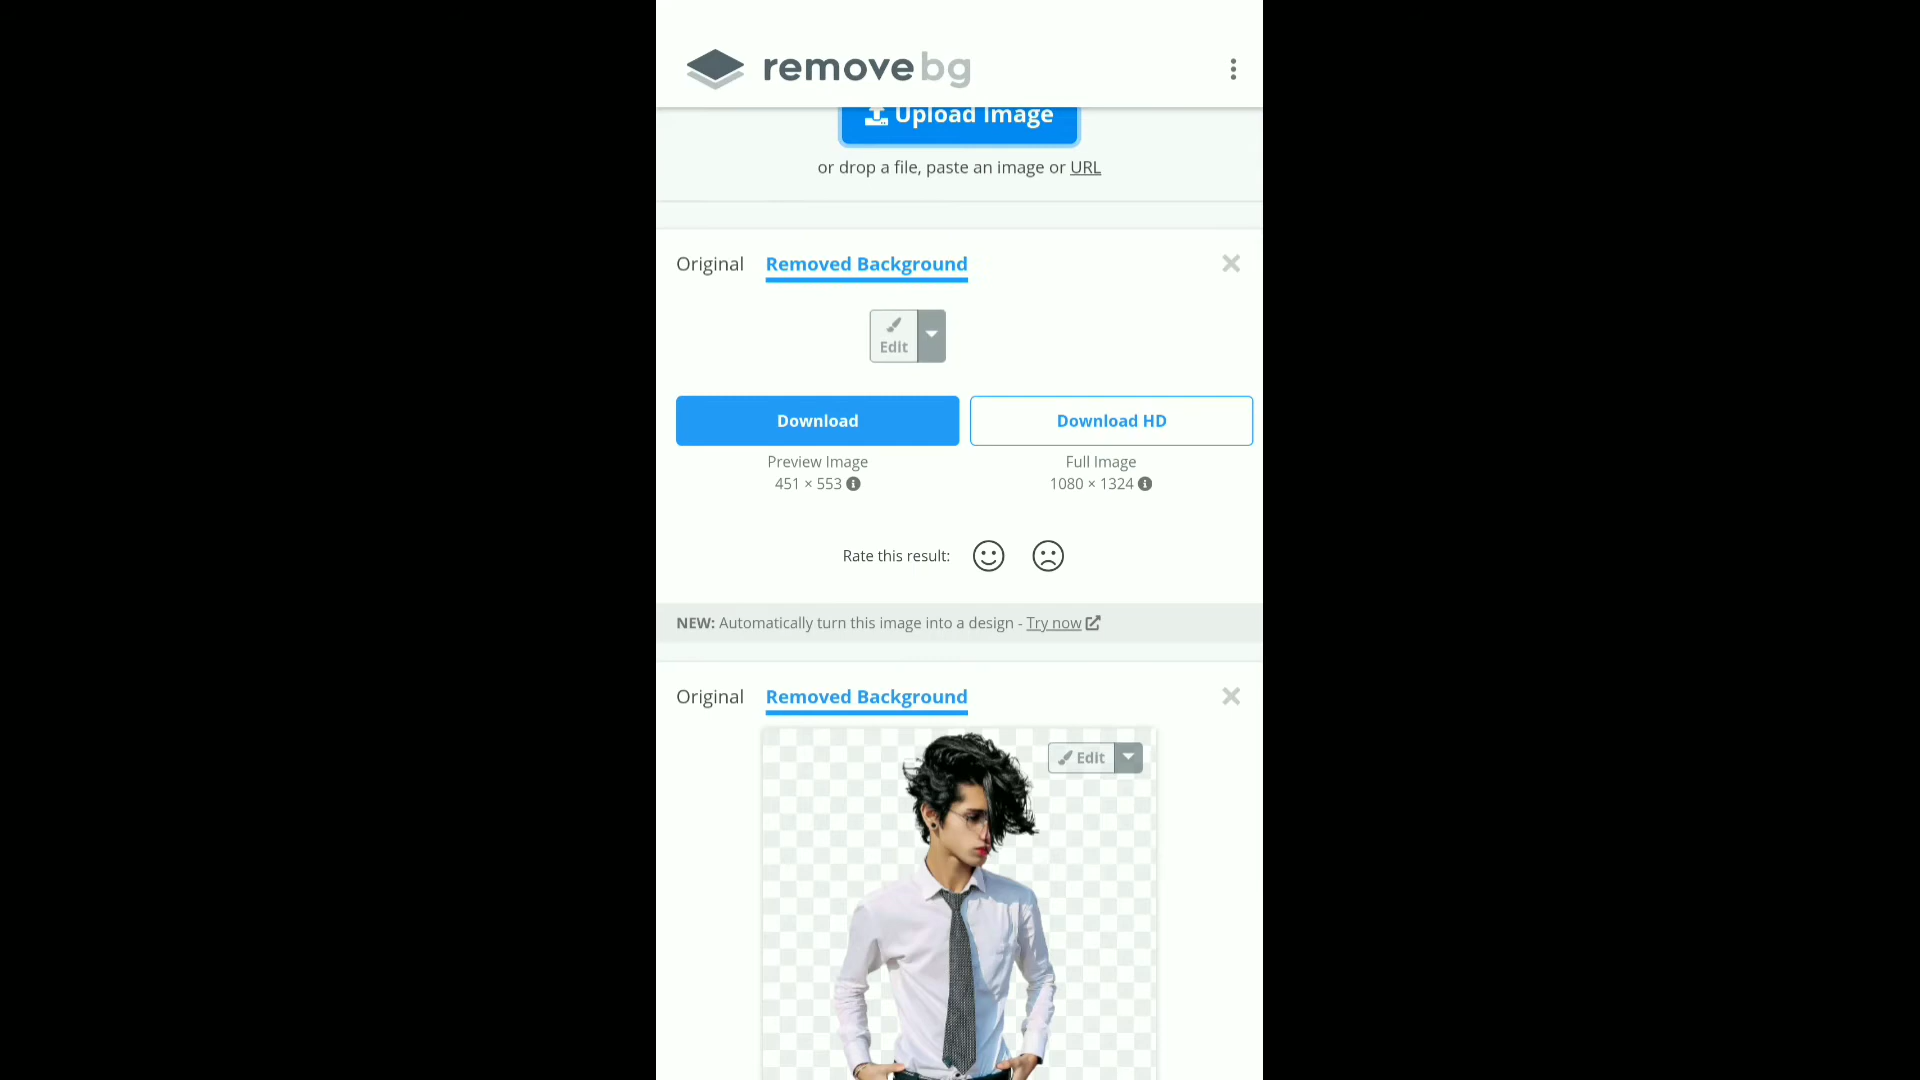 removebg
Upload Image
or drop a file, paste an image or URL
Original Removed Background
Edit
Download Download HD
Preview Image Full Image
451 × 553 1080 × 1324
Rate this result:
NEW: Automatically turn this image into a design - Try now
Original Removed Background
Edit